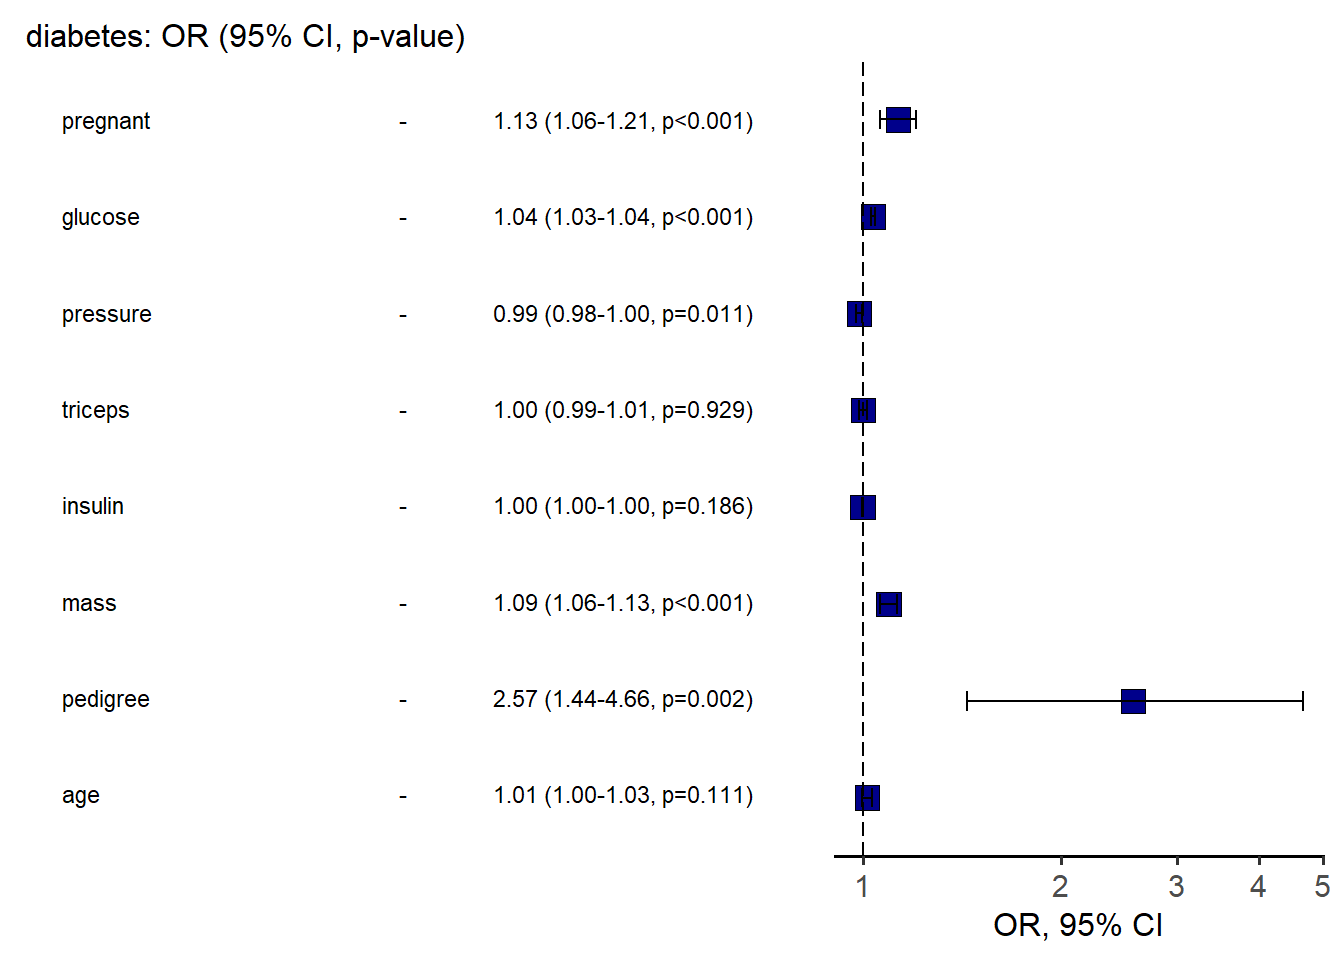 diabetes: OR (95% CI, p-value)
pregnant - 1.13 (1.06-1.21, p<0.001)
glucose - 1.04 (1.03-1.04, p<0.001)
pressure - 0.99 (0.98-1.00, p=0.011)
triceps - 1.00 (0.99-1.01, p=0.929)
insulin - 1.00 (1.00-1.00, p=0.186)
mass - 1.09 (1.06-1.13, p<0.001)
pedigree - 2.57 (1.44-4.66, p=0.002)
age - 1.01 (1.00-1.03, p=0.111)
1 2 3 4 5
OR, 95% CI